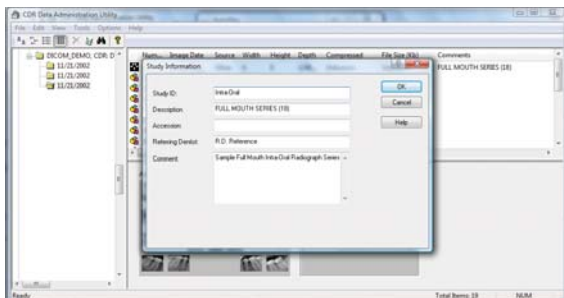 CDR Data Administration Utility
File Edit View Tools Options Help
DICOM_DEMO, CDR, D
11/21/2002
11/21/2002
11/21/2002
Num... Image Date Source Width Height Depth Compressed File Size (Kb) Comments
FULL MOUTH SERIES (18)
Study Information
Study ID: Intra Oral
Description FULL MOUTH SERIES (18)
Accession
Referring Dentist R.D. Reference
Comment Sample Full Mouth Intra Oral Radiograph Series
OK
Cancel
Help
Ready
Total Items: 19 NUM